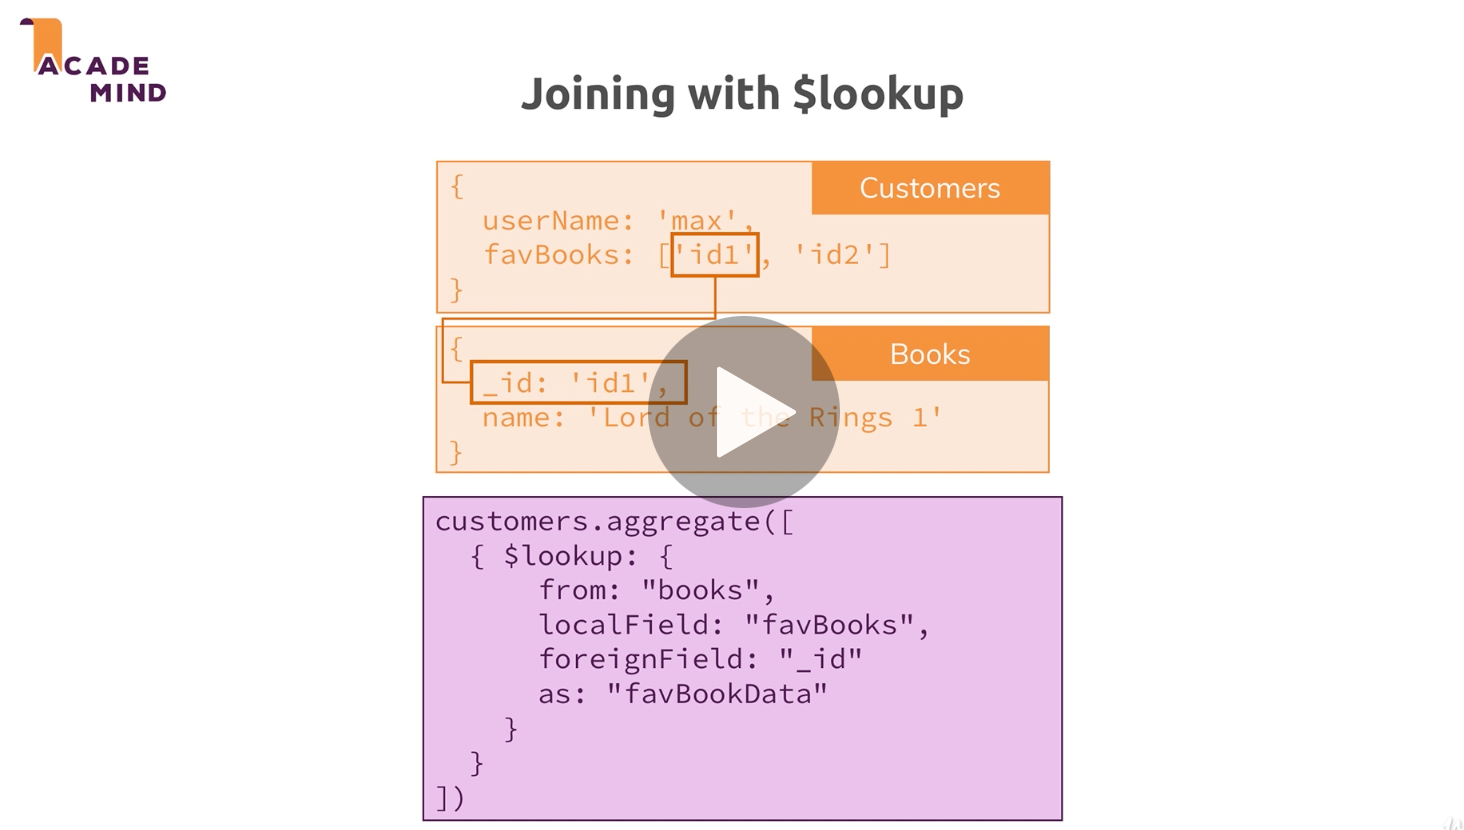 ACADE
MIND
Joining with $lookup
Customers
{
userName: 'max',
favBooks: ['id1', 'id2']
}
Books
{
_id: 'id1',
name: 'Lord of the Rings 1'
}
customers.aggregate([
{ $lookup: {
from: "books",
localField: "favBooks",
foreignField: "_id"
as: "favBookData"
}
}
])